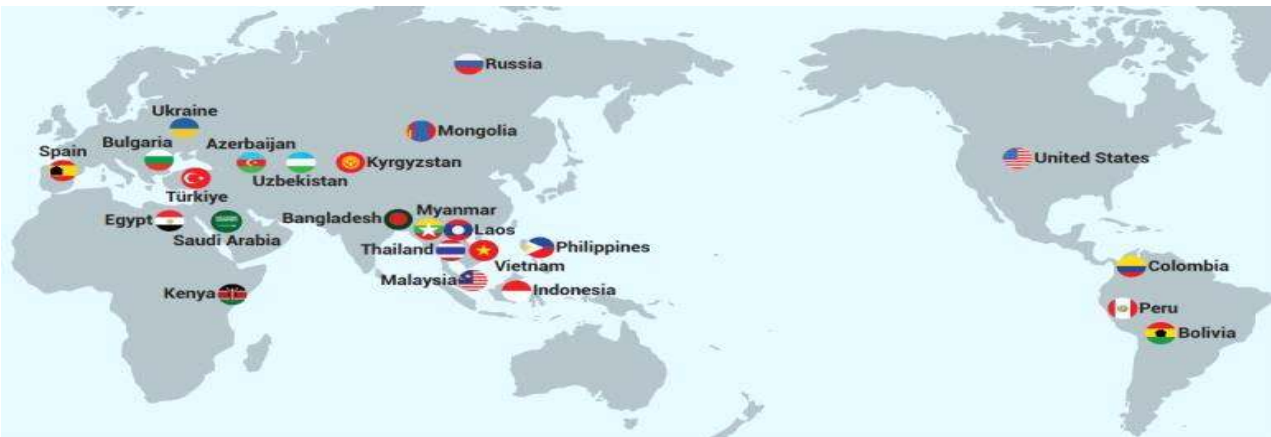 Russia
Ukraine
Mongolia
Bulgaria
Azerbaijan
Spain
Kyrgyzstan
United States
Uzbekistan
Türkiye
Myanmar
Bangladesh
Egypt
Laos
Saudi Arabia
Thailand
Philippines
Vietnam
Colombia
Malaysia
Indonesia
Kenya
Peru
Bolivia